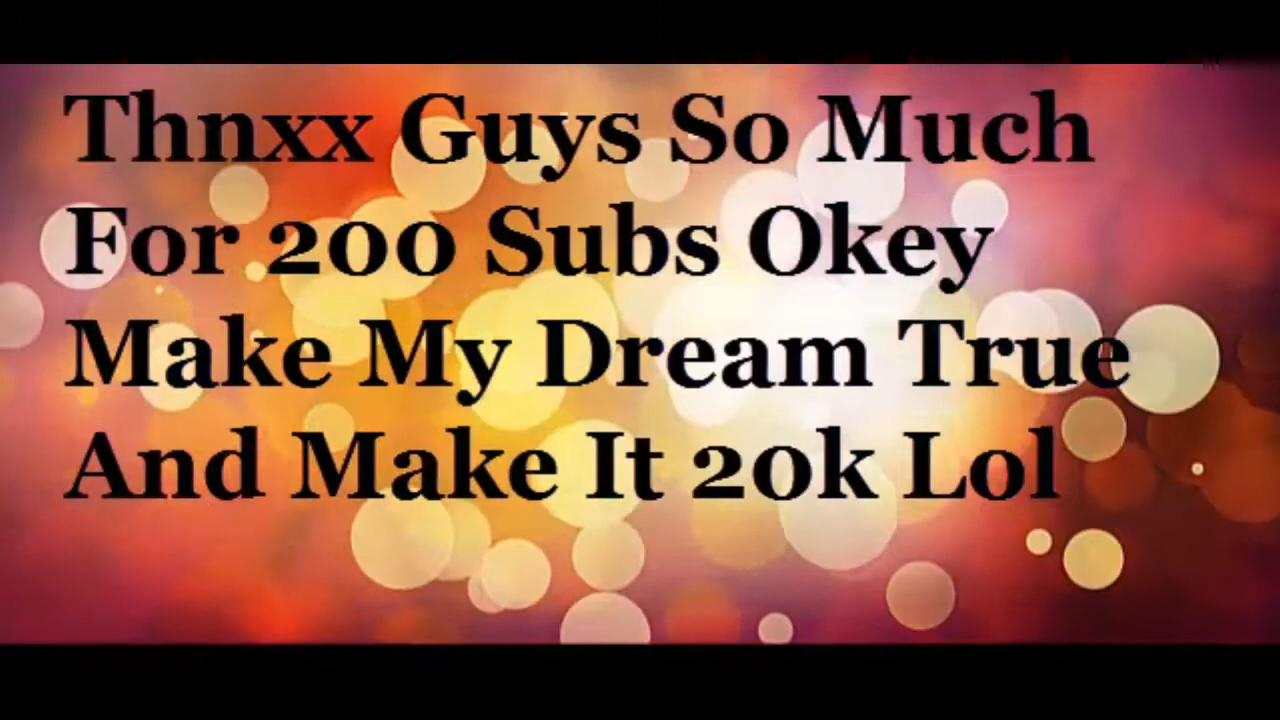 Thnxx Guys So Much
For 200 Subs Okey
Make My Dream True
And Make It 20k Lol